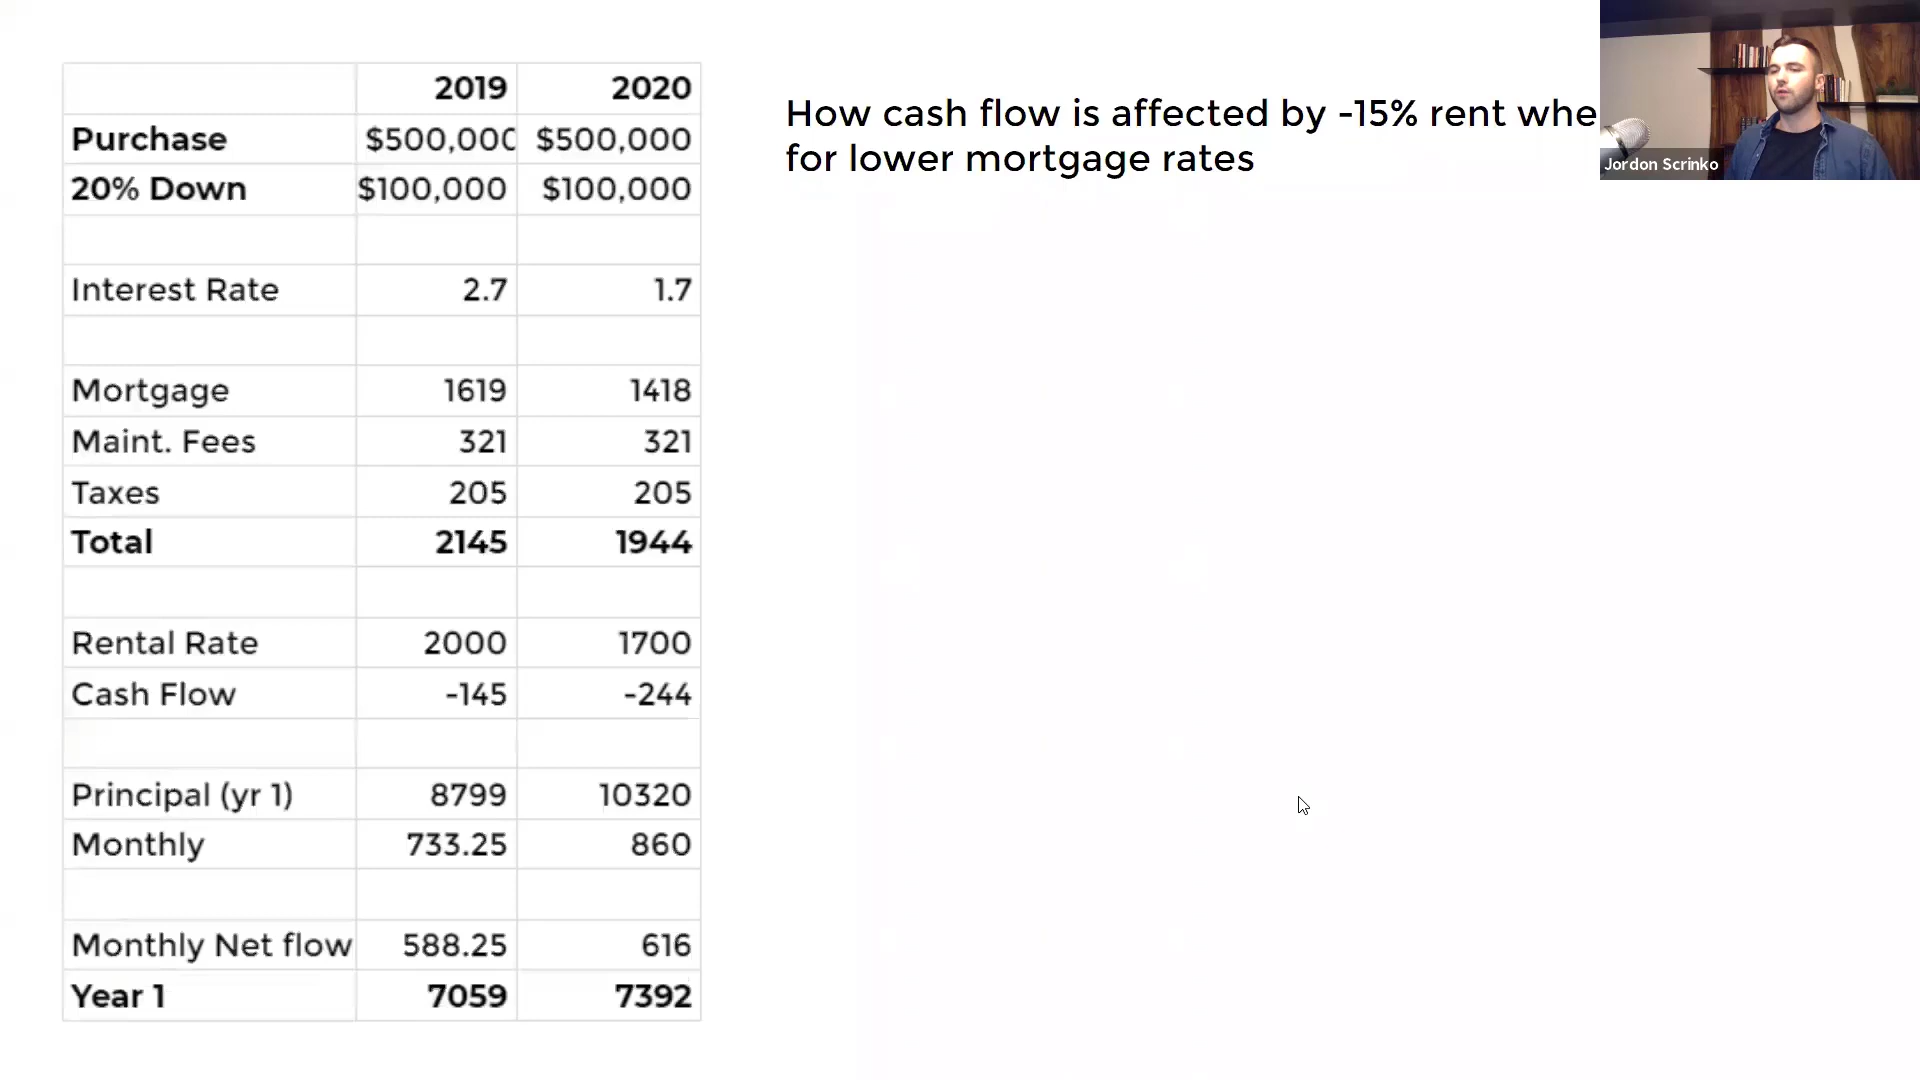 2019 2020
Purchase $500,000 $500,000
20% Down $100,000 $100,000
Interest Rate 2.7 1.7
Mortgage 1619 1418
Maint. Fees 321 321
Taxes 205 205
Total 2145 1944
Rental Rate 2000 1700
Cash Flow -145 -244
Principal (yr 1) 8799 10320
Monthly 733.25 860
Monthly Net flow 588.25 616
Year 1 7059 7392
How cash flow is affected by -15% rent whe
for lower mortgage rates
Jordon Scrinko